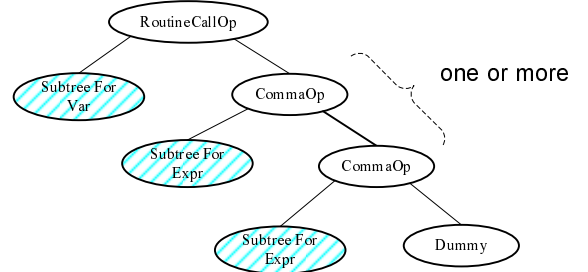 RoutineCallOp
Subtree For
Var
CommaOp
one or more
Subtree For
Expr
CommaOp
Subtree For
Expr
Dummy